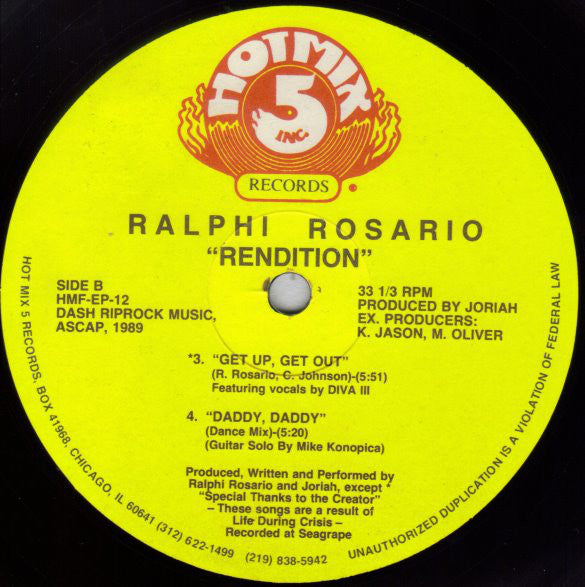 HOTMIX
5
INC.
RECORDS
RALPHI ROSARIO
“RENDITION”
SIDE B
HMF-EP-12
DASH RIPROCK MUSIC,
ASCAP, 1989
33 1/3 RPM
PRODUCED BY JORIAH
EX. PRODUCERS:
K. JASON, M. OLIVER
*3. “GET UP, GET OUT”
(R. Rosario, C. Johnson)-(5:51)
Featuring vocals by DIVA III
4. “DADDY, DADDY”
(Dance Mix)-(5:20)
(Guitar Solo By Mike Konopica)
Produced, Written and Performed by
Ralphi Rosario and Joriah, except *
“Special Thanks to the Creator”
– These songs are a result of
Life During Crisis –
Recorded at Seagrape
HOT MIX 5 RECORDS, BOX 41968, CHICAGO, IL 60641 (312) 622-1499 (219) 838-5942
UNAUTHORIZED DUPLICATION IS A VIOLATION OF FEDERAL LAW